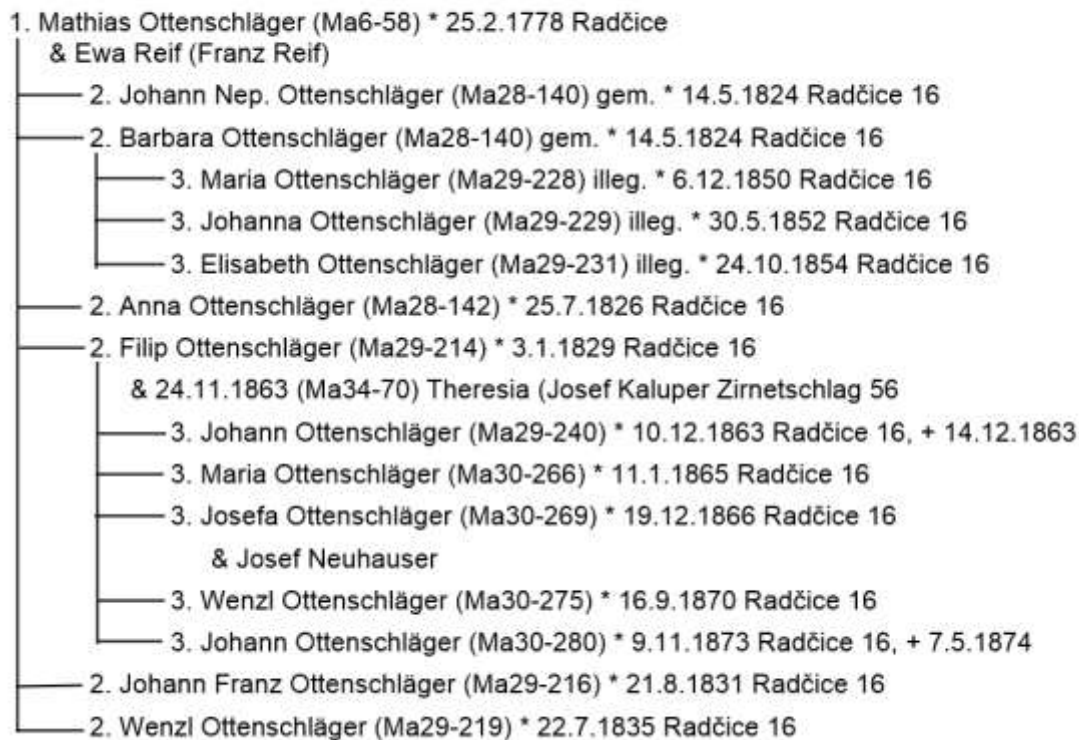 1. Mathias Ottenschläger (Ma6-58) * 25.2.1778 Radčice
& Ewa Reif (Franz Reif)
2. Johann Nep. Ottenschläger (Ma28-140) gem. * 14.5.1824 Radčice 16
2. Barbara Ottenschläger (Ma28-140) gem. * 14.5.1824 Radčice 16
3. Maria Ottenschläger (Ma29-228) illeg. * 6.12.1850 Radčice 16
3. Johanna Ottenschläger (Ma29-229) illeg. * 30.5.1852 Radčice 16
3. Elisabeth Ottenschläger (Ma29-231) illeg. * 24.10.1854 Radčice 16
2. Anna Ottenschläger (Ma28-142) * 25.7.1826 Radčice 16
2. Filip Ottenschläger (Ma29-214) * 3.1.1829 Radčice 16
& 24.11.1863 (Ma34-70) Theresia (Josef Kaluper Zirnetschlag 56
3. Johann Ottenschläger (Ma29-240) * 10.12.1863 Radčice 16, + 14.12.1863
3. Maria Ottenschläger (Ma30-266) * 11.1.1865 Radčice 16
3. Josefa Ottenschläger (Ma30-269) * 19.12.1866 Radčice 16
& Josef Neuhauser
3. Wenzl Ottenschläger (Ma30-275) * 16.9.1870 Radčice 16
3. Johann Ottenschläger (Ma30-280) * 9.11.1873 Radčice 16, + 7.5.1874
2. Johann Franz Ottenschläger (Ma29-216) * 21.8.1831 Radčice 16
2. Wenzl Ottenschläger (Ma29-219) * 22.7.1835 Radčice 16